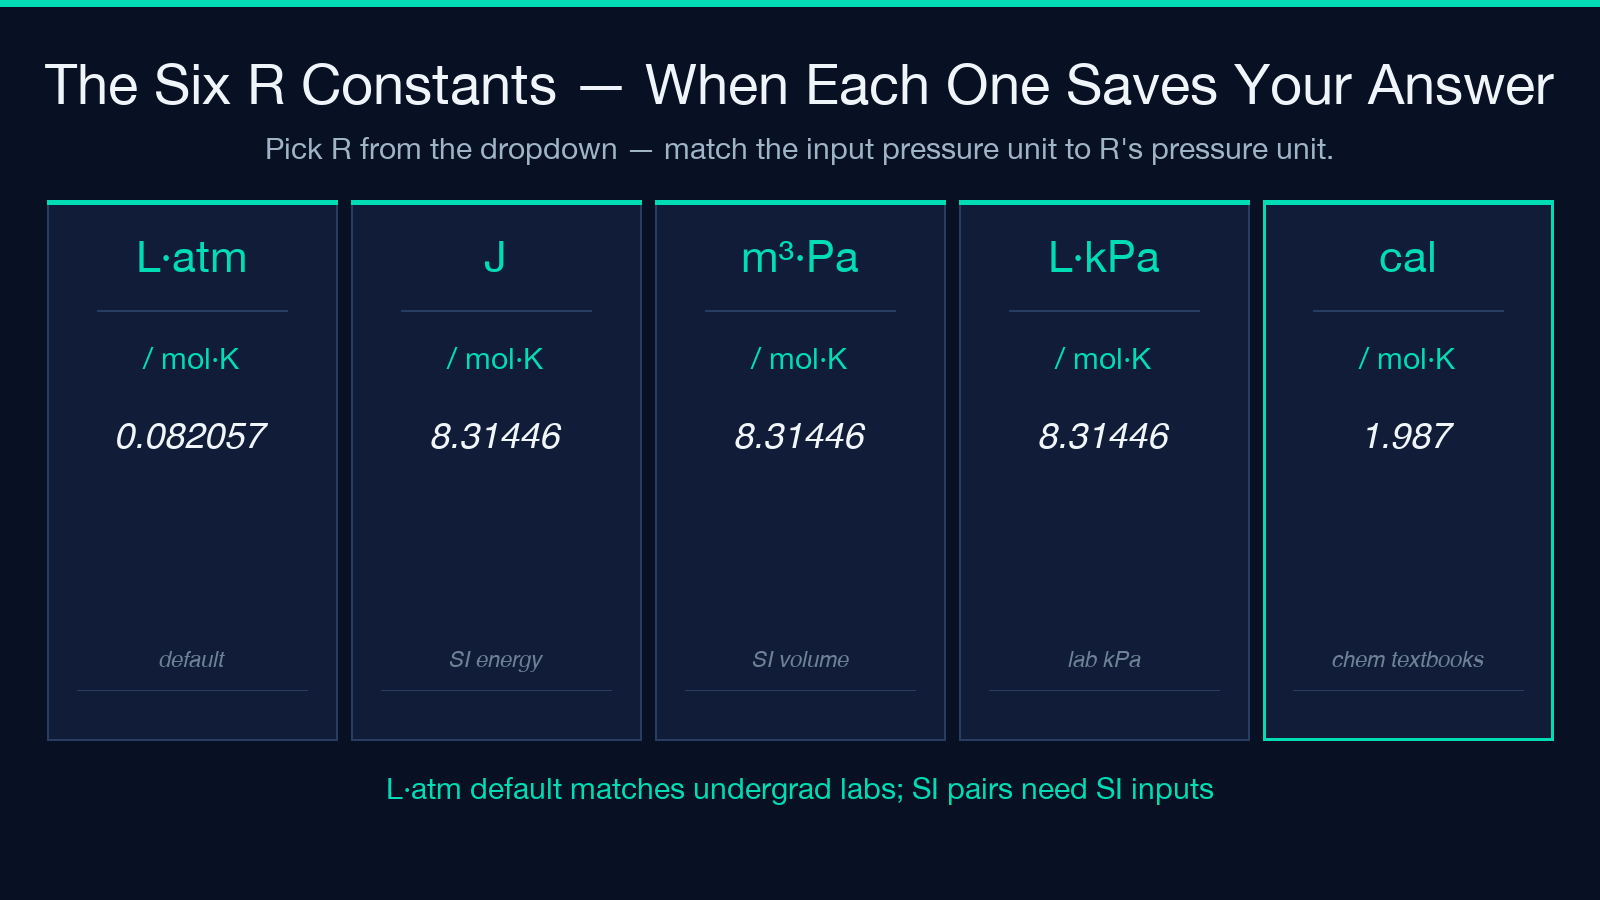 The Six R Constants — When Each One Saves Your Answer
Pick R from the dropdown — match the input pressure unit to R's pressure unit.
L·atm
/ mol·K
0.082057
default
J
/ mol·K
8.31446
SI energy
m³·Pa
/ mol·K
8.31446
SI volume
L·kPa
/ mol·K
8.31446
lab kPa
cal
/ mol·K
1.987
chem textbooks
L·atm default matches undergrad labs; SI pairs need SI inputs